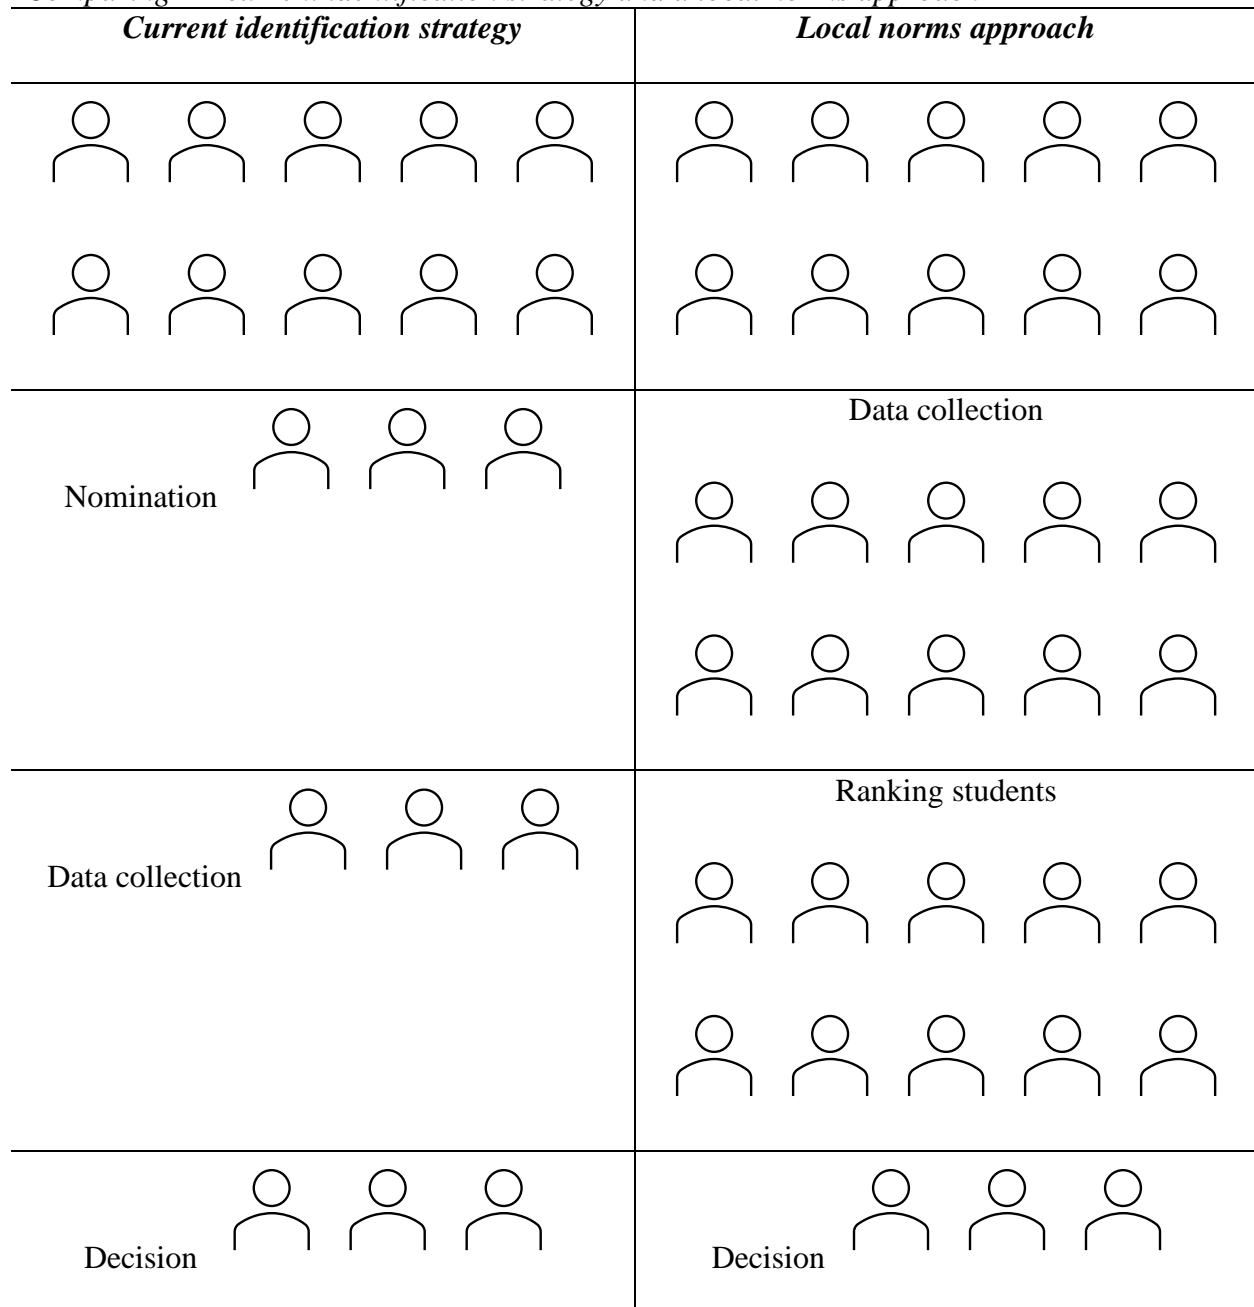 Current identification strategy
Local norms approach
Nomination
Data collection
Data collection
Ranking students
Decision
Decision